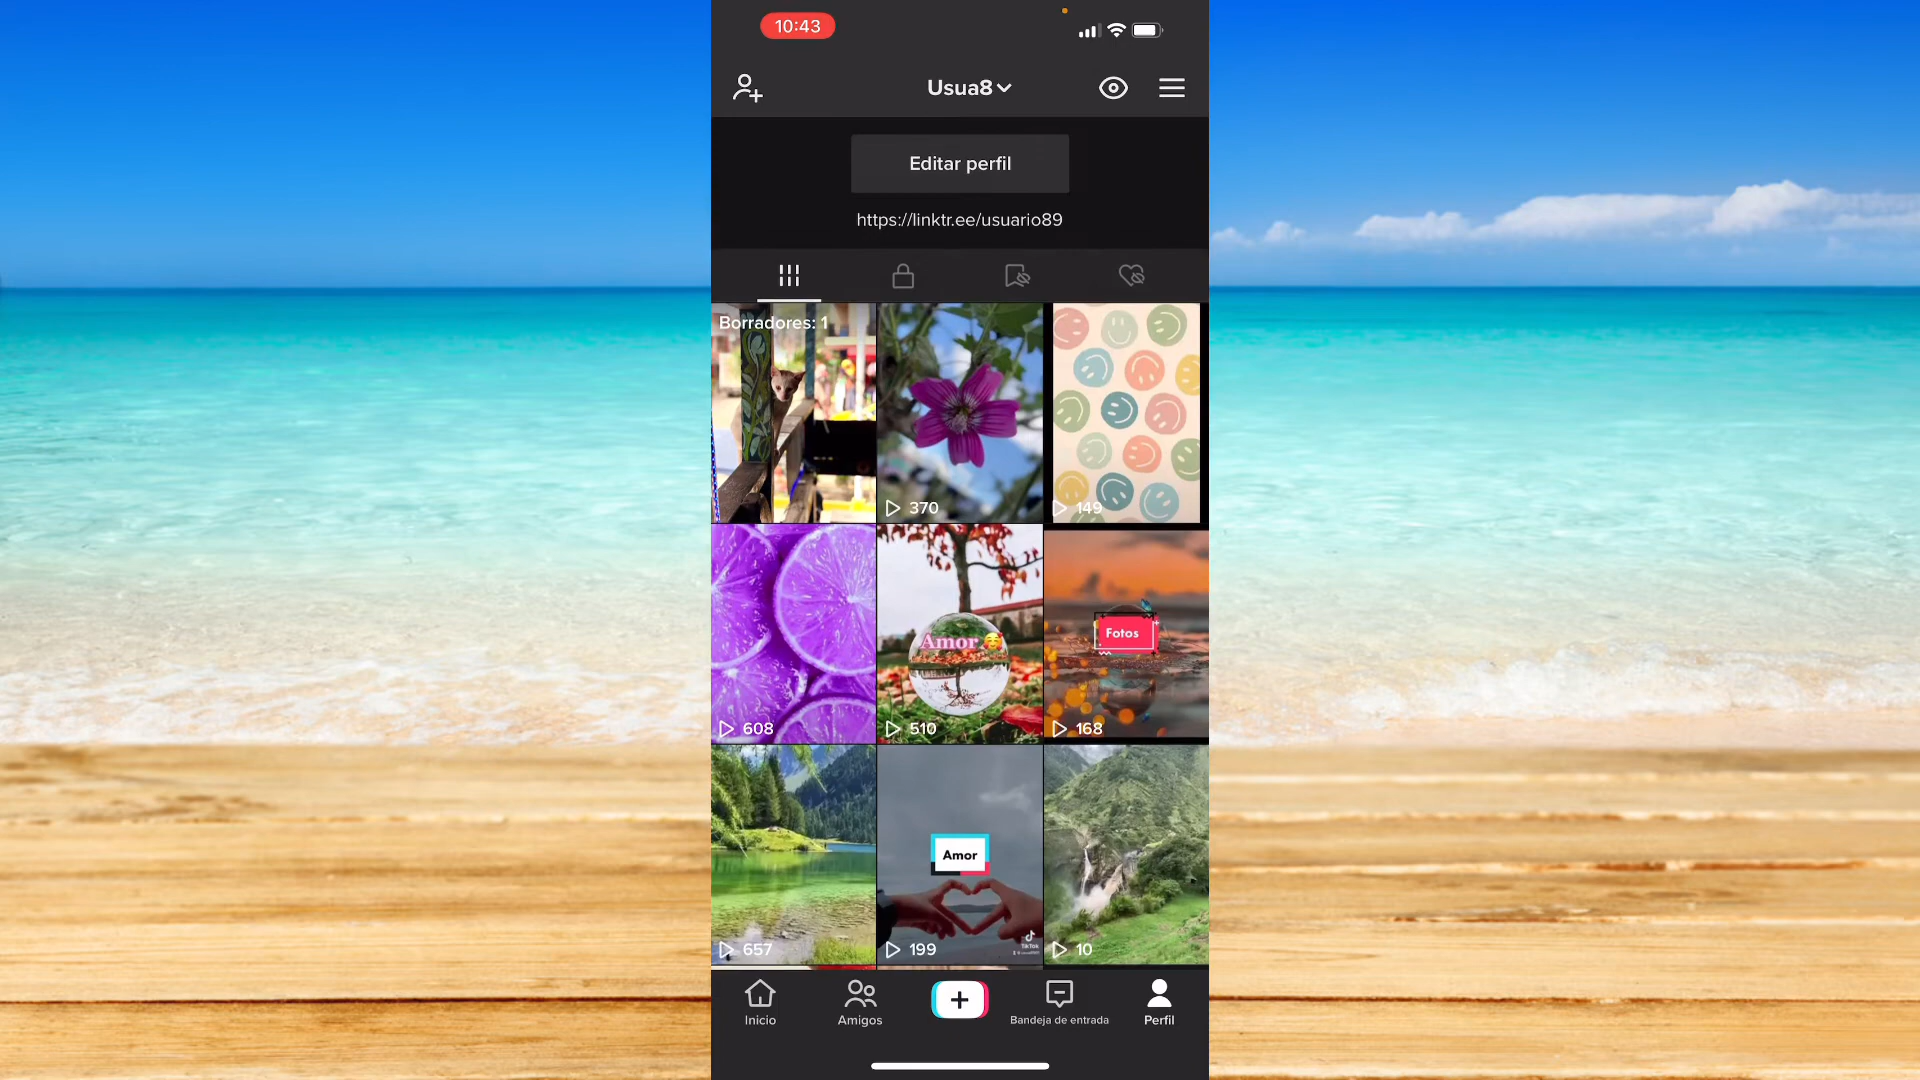 10:43
Usua8
Editar perfil
https://linktr.ee/usuario89
Borradores: 1
370
149
608
Amor
510
Fotos
168
657
Amor
199
TikTok
10
Inicio
Amigos
Bandeja de entrada
Perfil